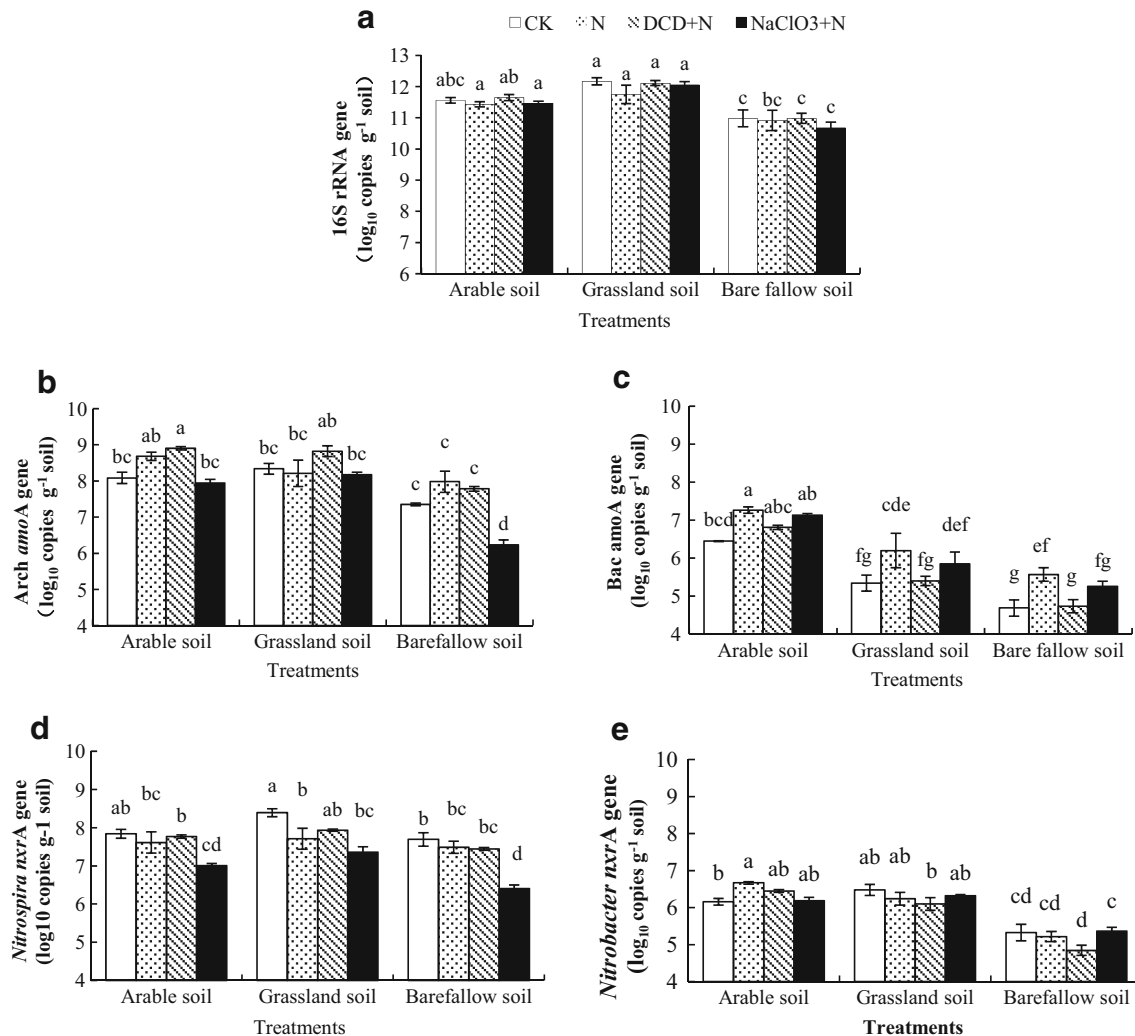 a
CK N DCD+N NaClO3+N
16S rRNA gene
(log10 copies g-1 soil)
13
12
11
10
9
8
7
6
abc a ab a
a a a a
c bc c c
Arable soil Grassland soil Bare fallow soil
Treatments
b
Arch amoA gene
(log10 copies g-1 soil)
10
9
8
7
6
5
4
bc ab a bc
bc bc ab bc
c c c d
Arable soil Grassland soil Barefallow soil
Treatments
c
Bac amoA gene
(log10 copies g-1 soil)
10
9
8
7
6
5
4
bcd a abc ab
fg cde fg def
g ef g fg
Arable soil Grassland soil Bare fallow soil
Treatments
d
Nitrospira nxrA gene
(log10 copies g-1 soil)
10
9
8
7
6
5
4
ab bc b cd
a b ab bc
b bc bc d
Arable soil Grassland soil Barefallow soil
Treatments
e
Nitrobacter nxrA gene
(log10 copies g-1 soil)
10
9
8
7
6
5
4
b a ab ab
ab ab b ab
cd cd d c
Arable soil Grassland soil Barefallow soil
Treatments